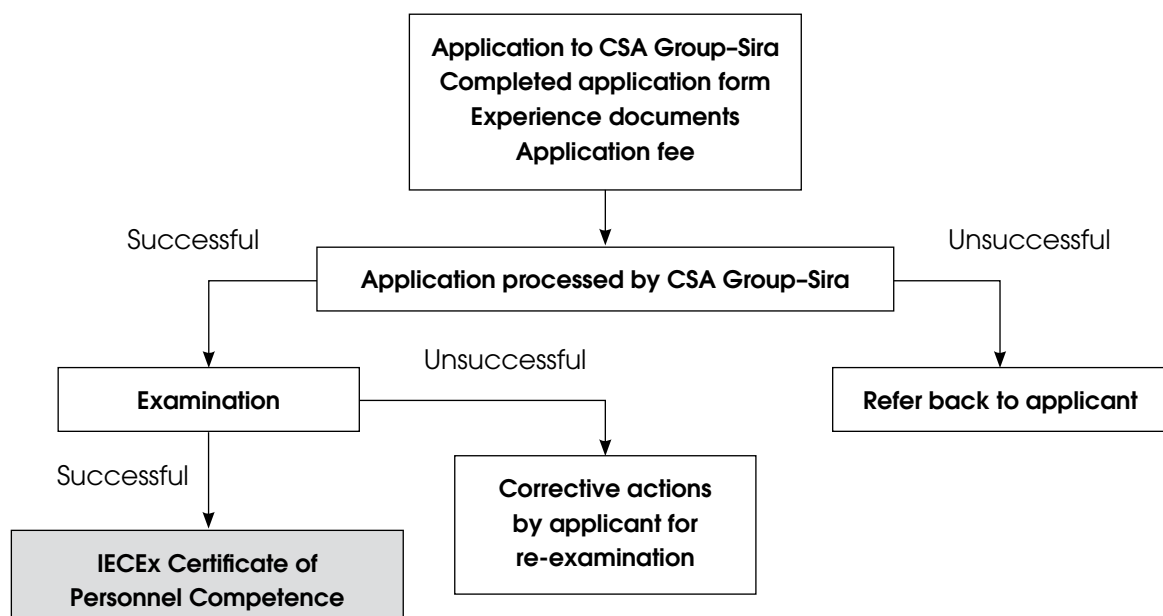 Application to CSA Group–Sira
Completed application form
Experience documents
Application fee
Successful
Unsuccessful
Application processed by CSA Group–Sira
Unsuccessful
Examination
Refer back to applicant
Successful
Corrective actions
by applicant for
re-examination
IECEx Certificate of
Personnel Competence